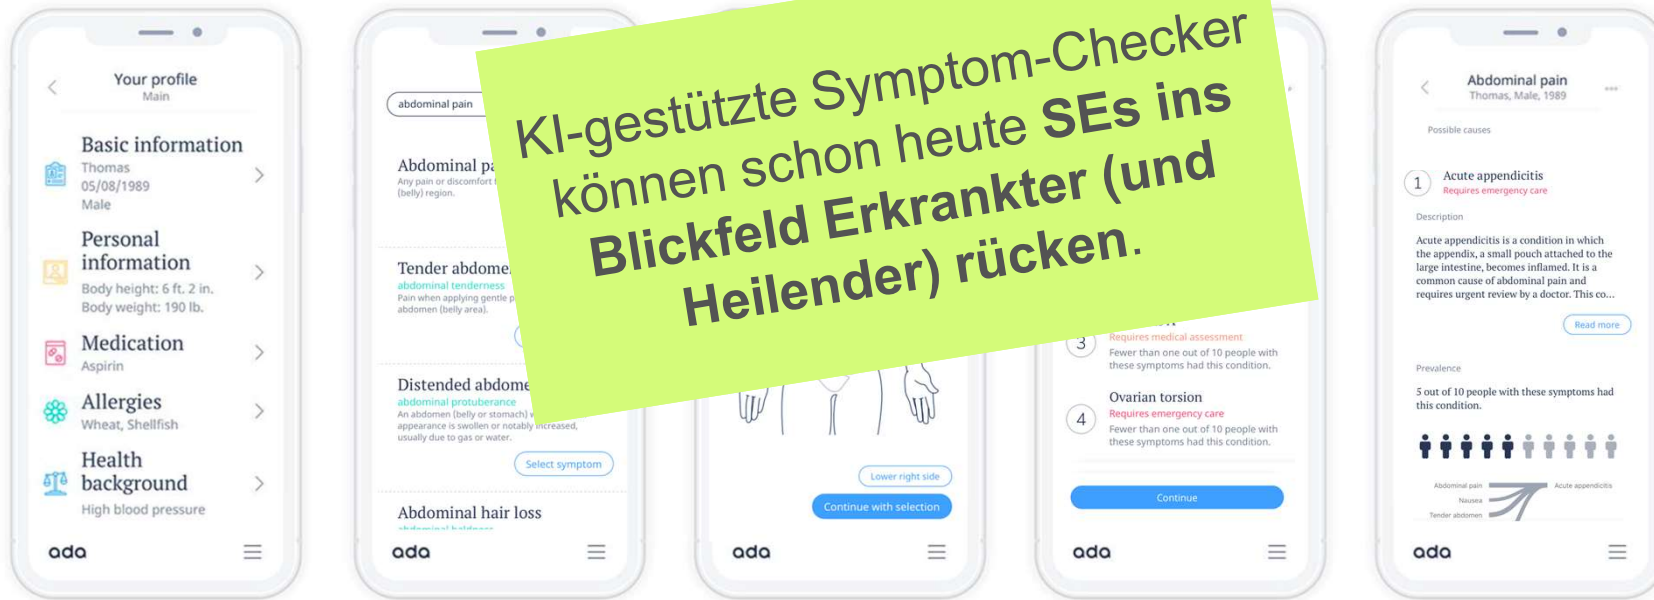 Your profile
Main
Basic information
Thomas
05/08/1989
Male
Personal
information
Body height: 6 ft. 2 in.
Body weight: 190 lb.
Medication
Aspirin
Allergies
Wheat, Shellfish
Health
background
High blood pressure
ada
abdominal pain
Abdominal
Any pain or discomfort
(belly) region.
Tender
abdominal tenderness
Pain when applying gentle
abdomen (belly area).
Distended
abdominal protuberance
An abdomen (belly or stomach)
appearance is swollen or notably increased,
usually due to gas or water.
Select symptom
Abdominal hair loss
ada
KI-gestützte Symptom-Checker
können schon heute SEs ins
Blickfeld Erkrankter (und
Heilender) rücken.
Lower right side
Continue with selection
ada
3
Requires medical assessment
Fewer than one out of 10 people with
these symptoms had this condition.
4
Ovarian torsion
Requires emergency care
Fewer than one out of 10 people with
these symptoms had this condition.
Continue
ada
Abdominal pain
Thomas, Male, 1989
Possible causes
1
Acute appendicitis
Requires emergency care
Description
Acute appendicitis is a condition in which
the appendix, a small pouch attached to the
large intestine, becomes inflamed. It is a
common cause of abdominal pain and
requires urgent review by a doctor. This co...
Read more
Prevalence
5 out of 10 people with these symptoms had
this condition.
Abdominal pain
Acute appendicitis
Nausea
Tender abdomen
ada